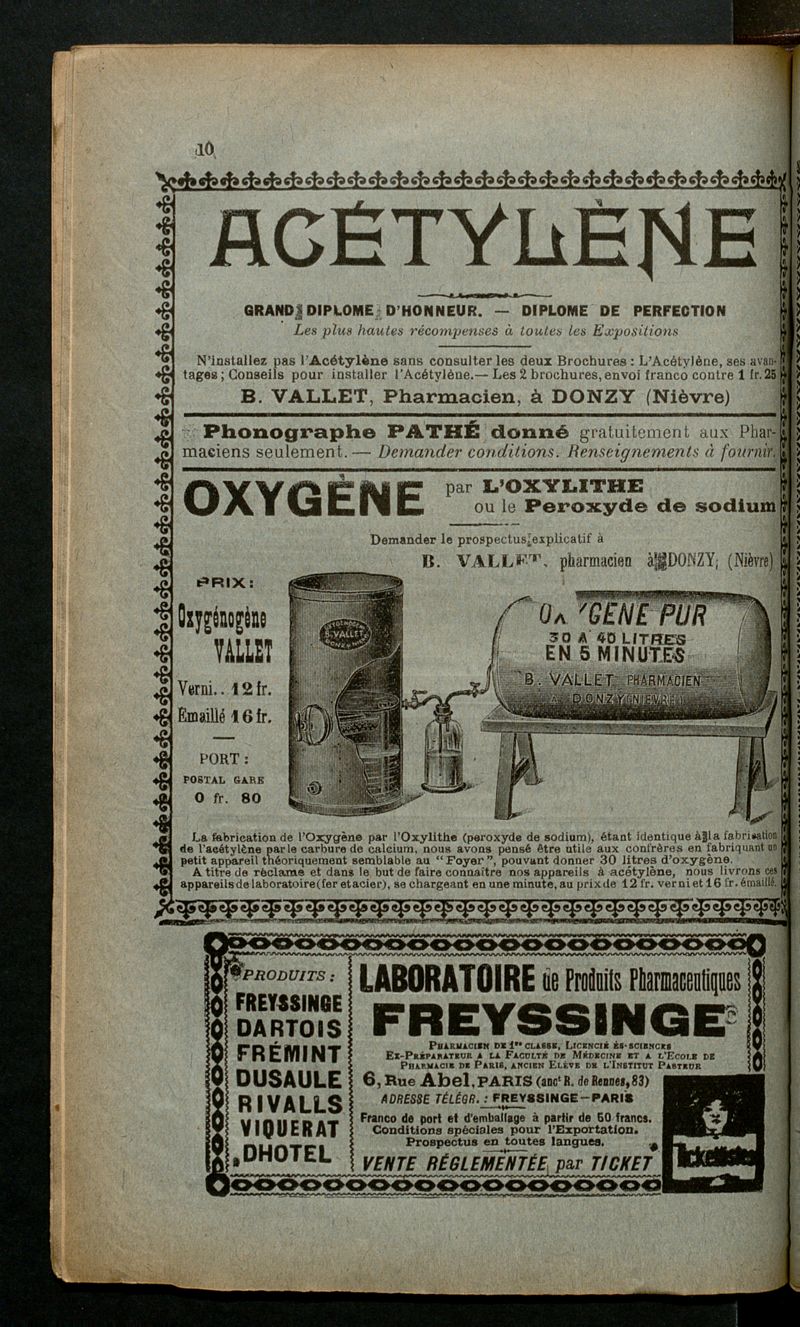 10
ACÉTYLÈNE
GRAND DIPLOME D'HONNEUR. — DIPLOME DE PERFECTION
Les plus hautes récompenses à toutes les Expositions
N'installez pas l'Acétylène sans consulter les deux Brochures : L'Acétylène, ses avan-
tages ; Conseils pour installer l'Acétylène.— Les 2 brochures, envoi franco contre 1 fr. 25
B. VALLET, Pharmacien, à DONZY (Nièvre)
Phonographe PATHÉ donné gratuitement aux Phar-
maciens seulement. — Demander conditions. Renseignements à fournir.
OXYGÈNE par L'OXYLITHE
ou le Peroxyde de sodium
Demander le prospectus explicatif à
B. VALLET, pharmacien à DONZY, (Nièvre)
PRIX :
Oxygénogène
VALLET
Verni.. 12 fr.
Émaillé 16 fr.
PORT :
POSTAL GARE
0 fr. 80
B. VALLET
OXYGÈNE PUR
30 A 40 LITRES
EN 5 MINUTES
B. VALLET PHARMACIEN
A DONZY (NIEVRE)
La fabrication de l'Oxygène par l'Oxylithe (peroxyde de sodium), étant identique à la fabrication
de l'acétylène par le carbure de calcium, nous avons pensé être utile aux confrères en fabriquant un
petit appareil théoriquement semblable au "Foyer", pouvant donner 30 litres d'oxygène.
A titre de réclame et dans le but de faire connaître nos appareils à acétylène, nous livrons ces
appareils de laboratoire (fer et acier), se chargeant en une minute, au prix de 12 fr. verni et 16 fr. émaillé.
PRODUITS :
FREYSSINGE
DARTOIS
FRÉMINT
DUSAULE
RIVALLS
VIQUERAT
DHOTEL
LABORATOIRE de Produits Pharmaceutiques
FREYSSINGE
PHARMACIEN DE 1re CLASSE, LICENCIÉ ÈS-SCIENCES
EX-PRÉPARATEUR A LA FACULTÉ DE MÉDECINE ET A L'ECOLE DE
PHARMACIE DE PARIS, ANCIEN ELÈVE DE L'INSTITUT PASTEUR
6, Rue Abel, PARIS (anct R. de Rennes, 83)
ADRESSE TÉLÉGR. : FREYSSINGE—PARIS
Franco de port et d'emballage à partir de 50 francs.
Conditions spéciales pour l'Exportation.
Prospectus en toutes langues.
VENTE RÉGLEMENTÉE par TICKET